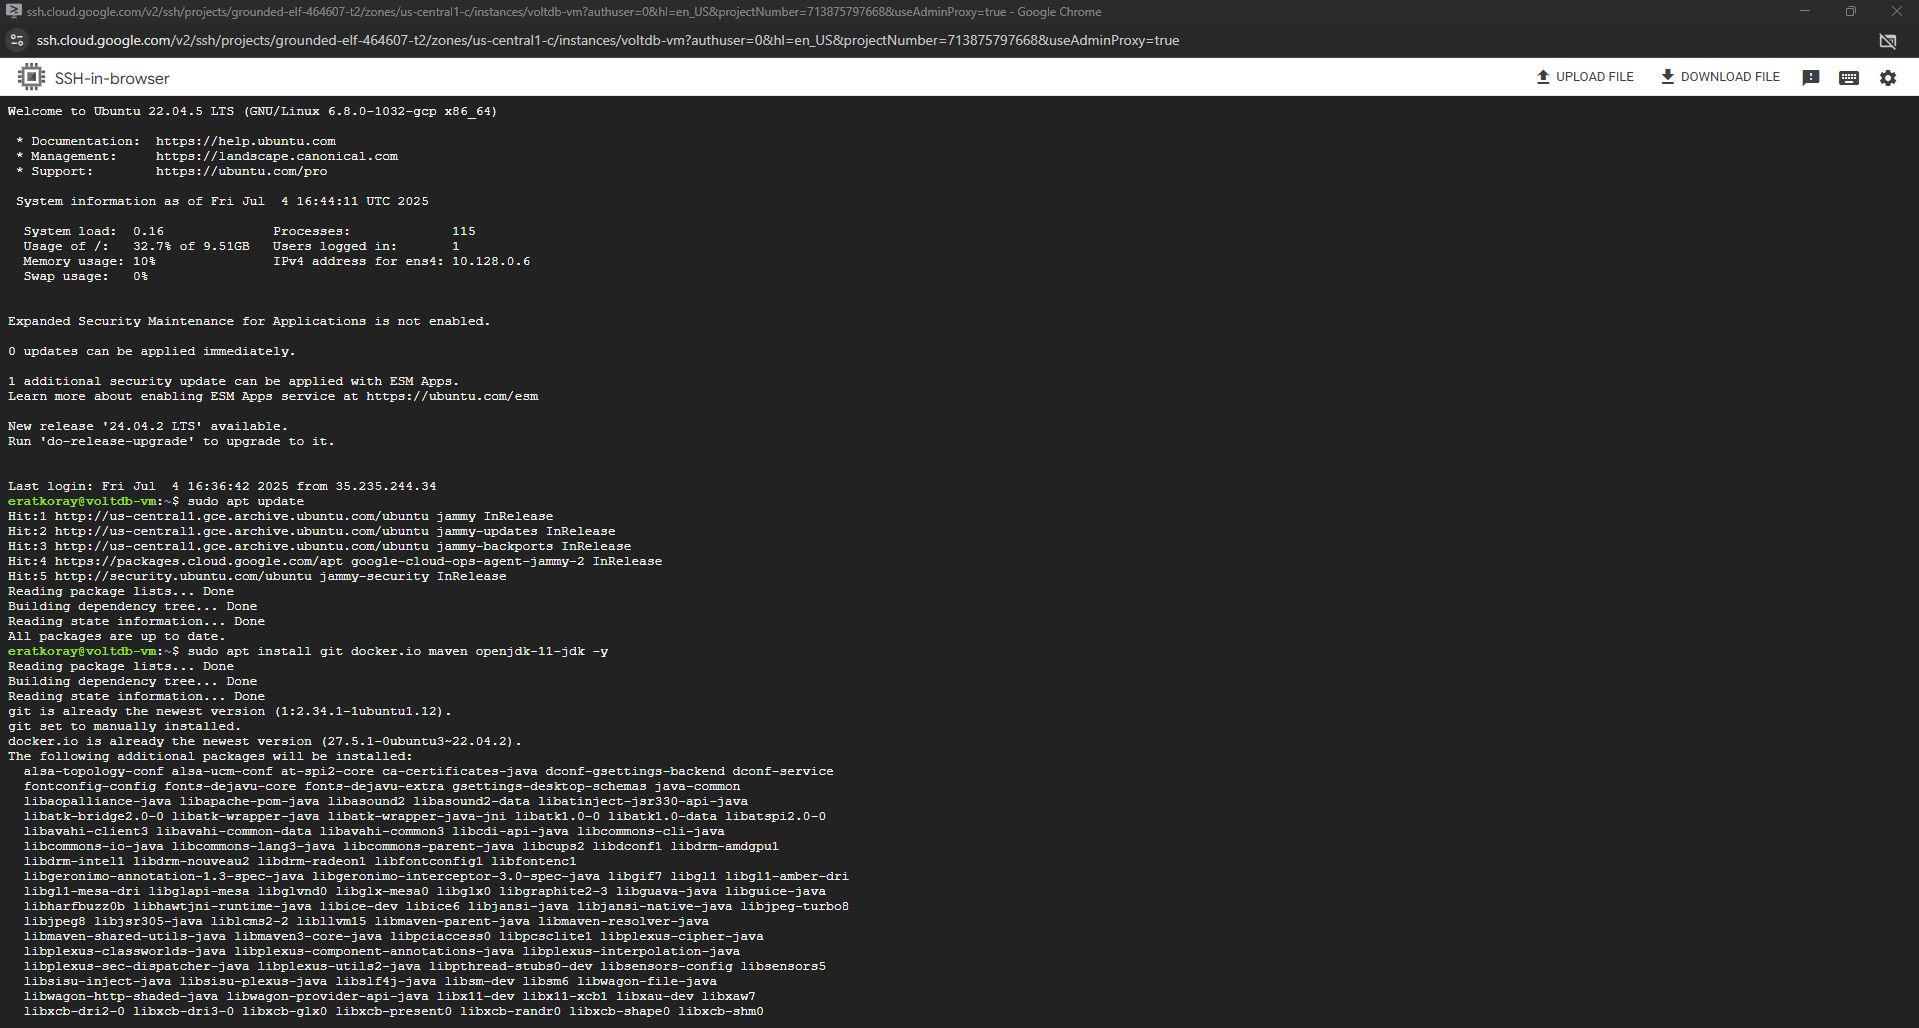 ssh.cloud.google.com/v2/ssh/projects/grounded-elf-464607-t2/zones/us-central1-c/instances/voltdb-vm?authuser=0&hl=en_US&projectNumber=713875797668&useAdminProxy=true - Google Chrome
ssh.cloud.google.com/v2/ssh/projects/grounded-elf-464607-t2/zones/us-central1-c/instances/voltdb-vm?authuser=0&hl=en_US&projectNumber=713875797668&useAdminProxy=true
SSH-in-browser UPLOAD FILE DOWNLOAD FILE
Welcome to Ubuntu 22.04.5 LTS (GNU/Linux 6.8.0-1032-gcp x86_64)
* Documentation:  https://help.ubuntu.com
* Management:     https://landscape.canonical.com
* Support:        https://ubuntu.com/pro
System information as of Fri Jul  4 16:44:11 UTC 2025
System load:  0.16              Processes:             115
Usage of /:   32.7% of 9.51GB   Users logged in:       1
Memory usage: 10%               IPv4 address for ens4: 10.128.0.6
Swap usage:   0%
Expanded Security Maintenance for Applications is not enabled.
0 updates can be applied immediately.
1 additional security update can be applied with ESM Apps.
Learn more about enabling ESM Apps service at https://ubuntu.com/esm
New release '24.04.2 LTS' available.
Run 'do-release-upgrade' to upgrade to it.
Last login: Fri Jul  4 16:36:42 2025 from 35.235.244.34
eratkoray@voltdb-vm:~$ sudo apt update
Hit:1 http://us-central1.gce.archive.ubuntu.com/ubuntu jammy InRelease
Hit:2 http://us-central1.gce.archive.ubuntu.com/ubuntu jammy-updates InRelease
Hit:3 http://us-central1.gce.archive.ubuntu.com/ubuntu jammy-backports InRelease
Hit:4 https://packages.cloud.google.com/apt google-cloud-ops-agent-jammy-2 InRelease
Hit:5 http://security.ubuntu.com/ubuntu jammy-security InRelease
Reading package lists... Done
Building dependency tree... Done
Reading state information... Done
All packages are up to date.
eratkoray@voltdb-vm:~$ sudo apt install git docker.io maven openjdk-11-jdk -y
Reading package lists... Done
Building dependency tree... Done
Reading state information... Done
git is already the newest version (1:2.34.1-1ubuntu1.12).
git set to manually installed.
docker.io is already the newest version (27.5.1-0ubuntu3~22.04.2).
The following additional packages will be installed:
alsa-topology-conf alsa-ucm-conf at-spi2-core ca-certificates-java dconf-gsettings-backend dconf-service
fontconfig-config fonts-dejavu-core fonts-dejavu-extra gsettings-desktop-schemas java-common
libaopalliance-java libapache-pom-java libasound2 libasound2-data libatinject-jsr330-api-java
libatk-bridge2.0-0 libatk-wrapper-java libatk-wrapper-java-jni libatk1.0-0 libatk1.0-data libatspi2.0-0
libavahi-client3 libavahi-common-data libavahi-common3 libcdi-api-java libcommons-cli-java
libcommons-io-java libcommons-lang3-java libcommons-parent-java libcups2 libdconf1 libdrm-amdgpu1
libdrm-intel1 libdrm-nouveau2 libdrm-radeon1 libfontconfig1 libfontenc1
libgeronimo-annotation-1.3-spec-java libgeronimo-interceptor-3.0-spec-java libgif7 libgl1 libgl1-amber-dri
libgl1-mesa-dri libglapi-mesa libglvnd0 libglx-mesa0 libglx0 libgraphite2-3 libguava-java libguice-java
libharfbuzz0b libhawtjni-runtime-java libice-dev libice6 libjansi-java libjansi-native-java libjpeg-turbo8
libjpeg8 libjsr305-java liblcms2-2 libllvm15 libmaven-parent-java libmaven-resolver-java
libmaven-shared-utils-java libmaven3-core-java libpciaccess0 libpcsclite1 libplexus-cipher-java
libplexus-classworlds-java libplexus-component-annotations-java libplexus-interpolation-java
libplexus-sec-dispatcher-java libplexus-utils2-java libpthread-stubs0-dev libsensors-config libsensors5
libsisu-inject-java libsisu-plexus-java libslf4j-java libsm-dev libsm6 libwagon-file-java
libwagon-http-shaded-java libwagon-provider-api-java libx11-dev libx11-xcb1 libxau-dev libxaw7
libxcb-dri2-0 libxcb-dri3-0 libxcb-glx0 libxcb-present0 libxcb-randr0 libxcb-shape0 libxcb-shm0